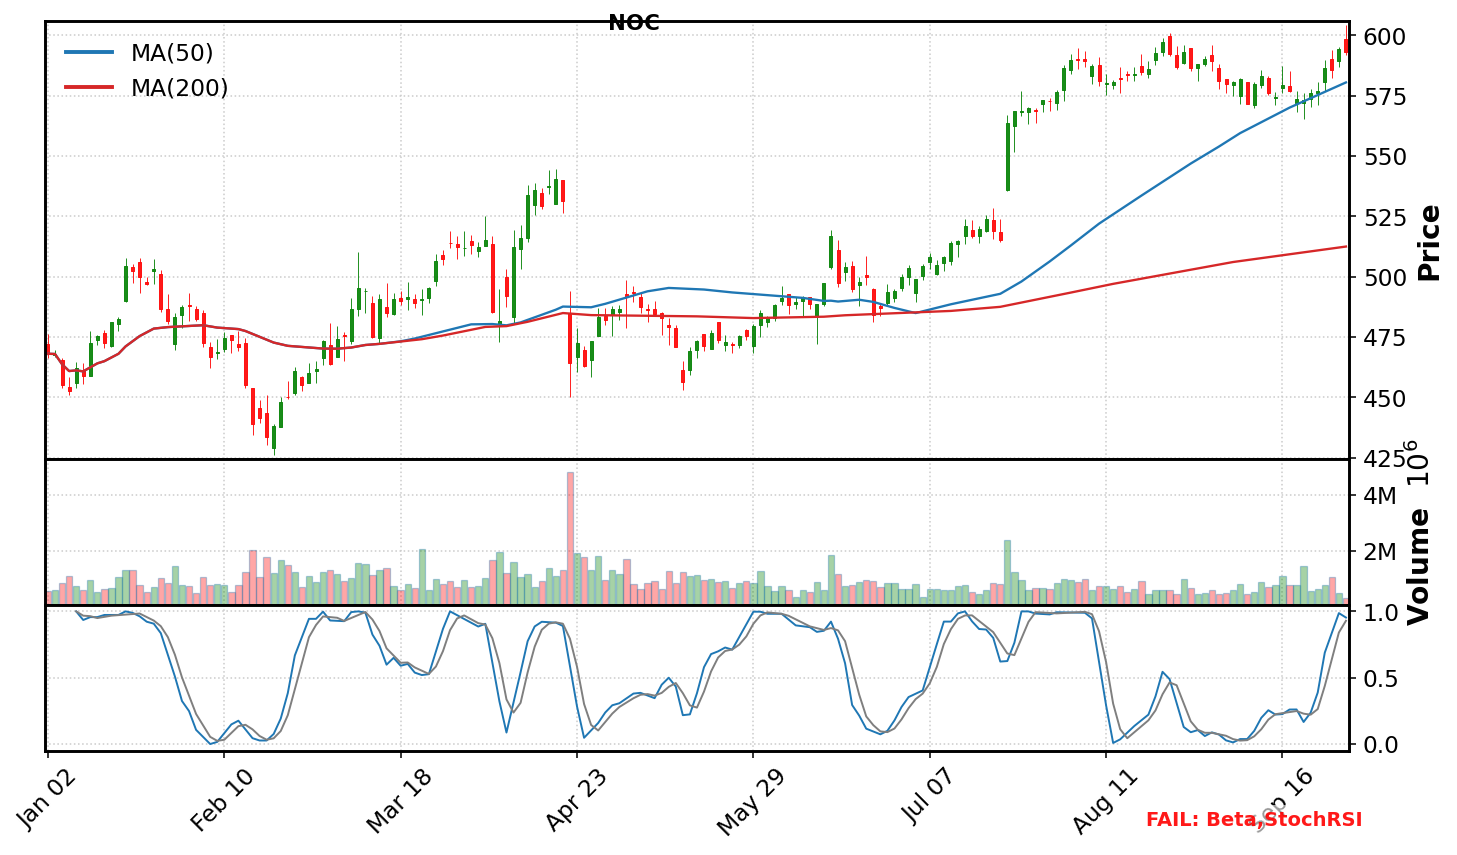 NOC
MA(50)
MA(200)
600
575
550
525
500
475
450
425
Price
10^6
4M
2M
Volume
1.0
0.5
0.0
Jan 02
Feb 10
Mar 18
Apr 23
May 29
Jul 07
Aug 11
Sep 16
FAIL: Beta,StochRSI